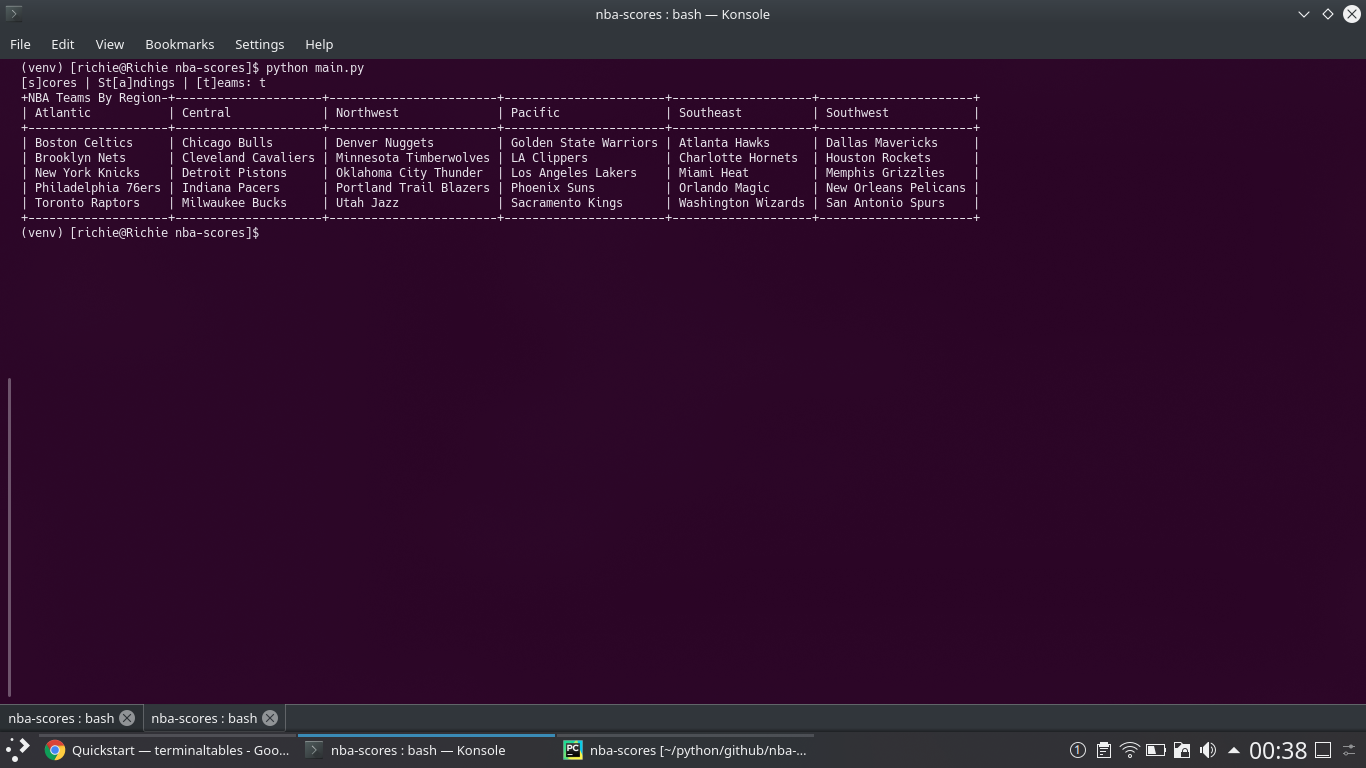 nba-scores : bash — Konsole
File Edit View Bookmarks Settings Help
(venv) [richie@Richie nba-scores]$ python main.py
[s]cores | St[a]ndings | [t]eams: t
+NBA Teams By Region-+---------------------+------------------------+-----------------------+--------------------+----------------------+
| Atlantic           | Central             | Northwest              | Pacific               | Southeast          | Southwest            |
+--------------------+---------------------+------------------------+-----------------------+--------------------+----------------------+
| Boston Celtics     | Chicago Bulls       | Denver Nuggets         | Golden State Warriors | Atlanta Hawks      | Dallas Mavericks     |
| Brooklyn Nets      | Cleveland Cavaliers | Minnesota Timberwolves | LA Clippers           | Charlotte Hornets  | Houston Rockets      |
| New York Knicks    | Detroit Pistons     | Oklahoma City Thunder  | Los Angeles Lakers    | Miami Heat         | Memphis Grizzlies    |
| Philadelphia 76ers | Indiana Pacers      | Portland Trail Blazers | Phoenix Suns          | Orlando Magic      | New Orleans Pelicans |
| Toronto Raptors    | Milwaukee Bucks     | Utah Jazz              | Sacramento Kings      | Washington Wizards | San Antonio Spurs    |
+--------------------+---------------------+------------------------+-----------------------+--------------------+----------------------+
(venv) [richie@Richie nba-scores]$
nba-scores : bash nba-scores : bash
Quickstart — terminaltables - Goo... nba-scores : bash — Konsole PC nba-scores [~/python/github/nba-... 1 00:38